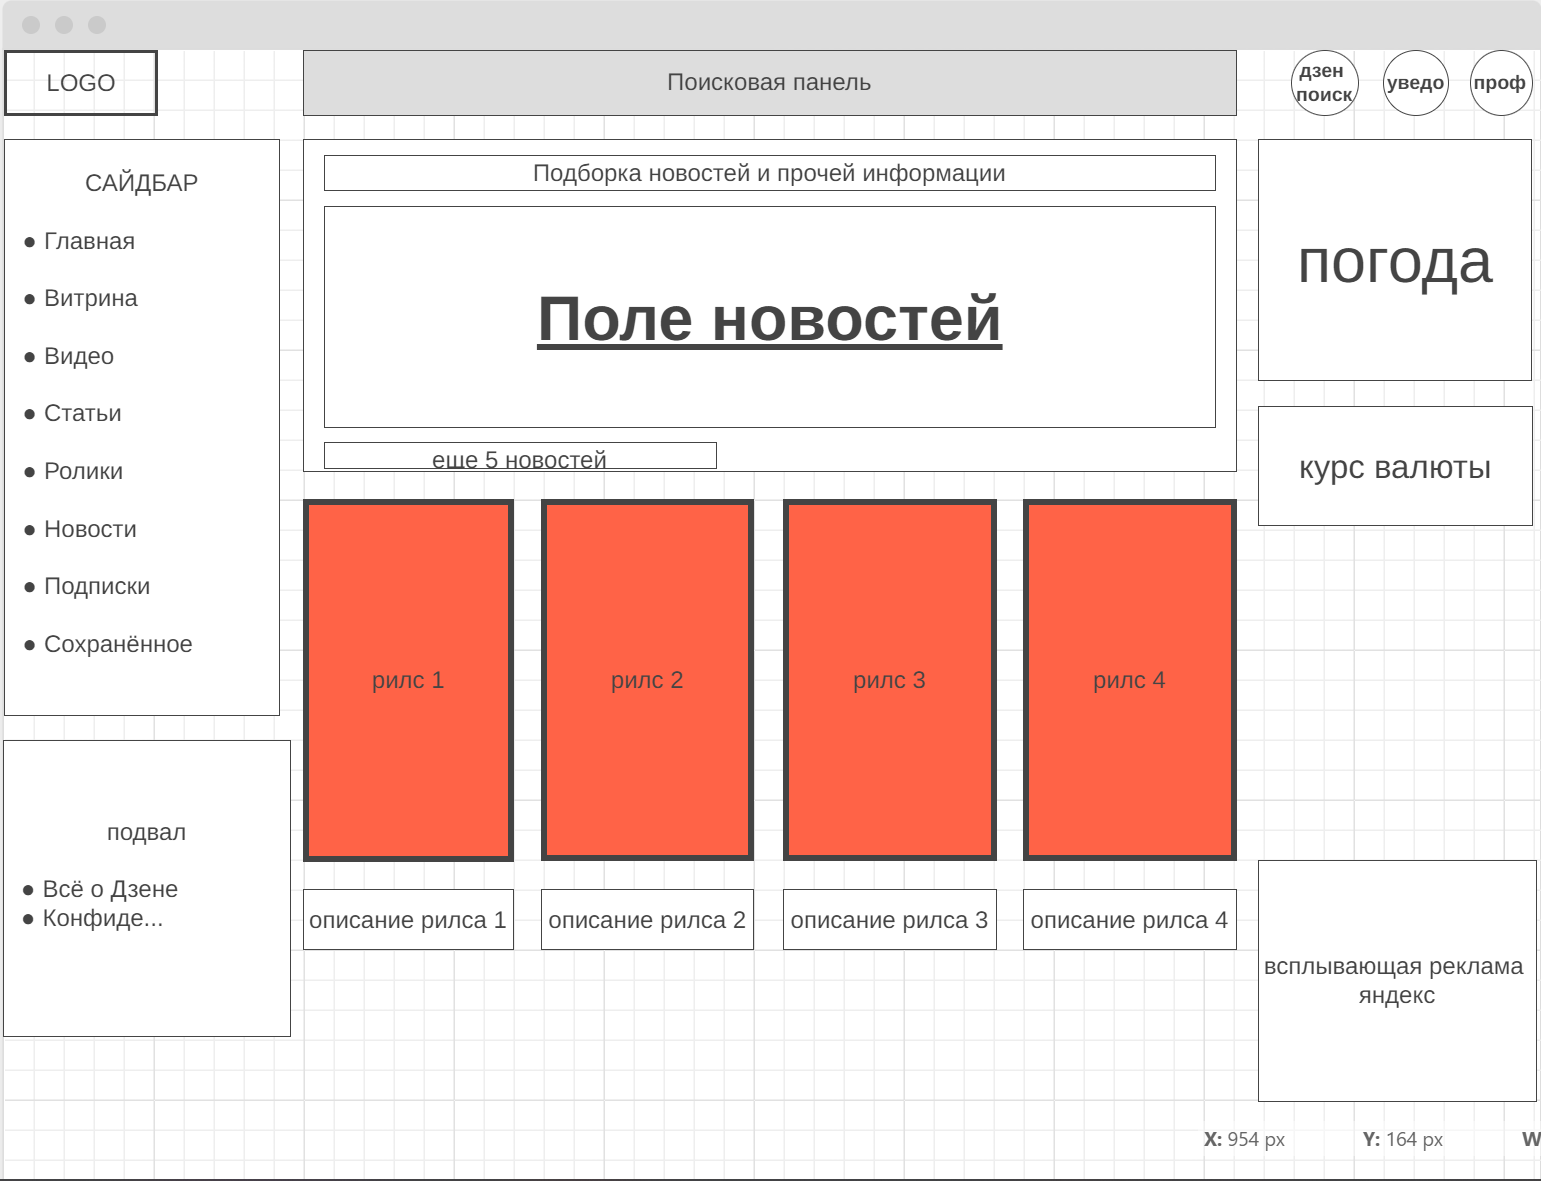 LOGO
Поисковая панель
дзен
поиск
уведо
проф
САЙДБАР
● Главная
● Витрина
● Видео
● Статьи
● Ролики
● Новости
● Подписки
● Сохранённое
Подборка новостей и прочей информации
Поле новостей
еще 5 новостей
погода
курс валюты
рилс 1
рилс 2
рилс 3
рилс 4
подвал
● Всё о Дзене
● Конфиде...
описание рилса 1
описание рилса 2
описание рилса 3
описание рилса 4
всплывающая реклама
яндекс
X: 954 px
Y: 164 px
W